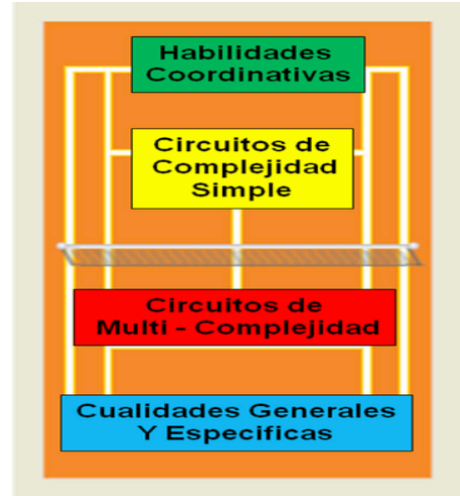 Habilidades
Coordinativas
Circuitos de
Complejidad
Simple
Circuitos de
Multi - Complejidad
Cualidades Generales
Y Especificas